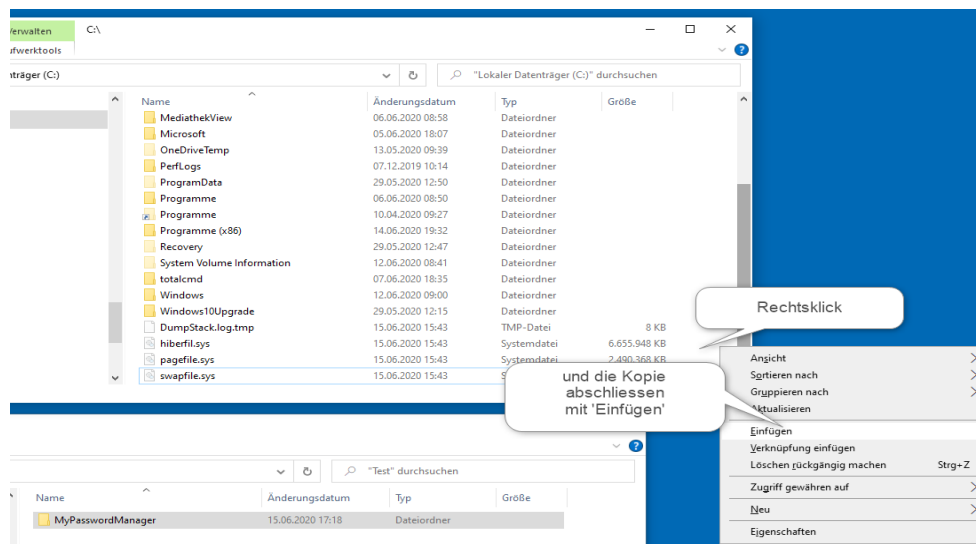 Verwalten C:\
ufwerktools
nträger (C:) "Lokaler Datenträger (C:)" durchsuchen
Name Änderungsdatum Typ Größe
MediathekView 06.06.2020 08:58 Dateiordner
Microsoft 05.06.2020 18:07 Dateiordner
OneDriveTemp 13.05.2020 09:39 Dateiordner
PerfLogs 07.12.2019 10:14 Dateiordner
ProgramData 29.05.2020 12:50 Dateiordner
Programme 06.06.2020 08:50 Dateiordner
Programme 10.04.2020 09:27 Dateiordner
Programme (x86) 14.06.2020 19:32 Dateiordner
Recovery 29.05.2020 12:47 Dateiordner
System Volume Information 12.06.2020 08:41 Dateiordner
totalcmd 07.06.2020 18:35 Dateiordner
Windows 12.06.2020 09:00 Dateiordner
Windows10Upgrade 29.05.2020 12:15 Dateiordner
DumpStack.log.tmp 15.06.2020 15:43 TMP-Datei 8 KB
hiberfil.sys 15.06.2020 15:43 Systemdatei 6.655.948 KB
pagefile.sys 15.06.2020 15:43 Systemdatei 2.490.368 KB
swapfile.sys 15.06.2020 15:43
Rechtsklick
und die Kopie
abschliessen
mit 'Einfügen'
Ansicht
Sortieren nach
Gruppieren nach
Aktualisieren
Einfügen
Verknüpfung einfügen
Löschen rückgängig machen Strg+Z
Zugriff gewähren auf
Neu
Eigenschaften
"Test" durchsuchen
Name Änderungsdatum Typ Größe
MyPasswordManager 15.06.2020 17:18 Dateiordner